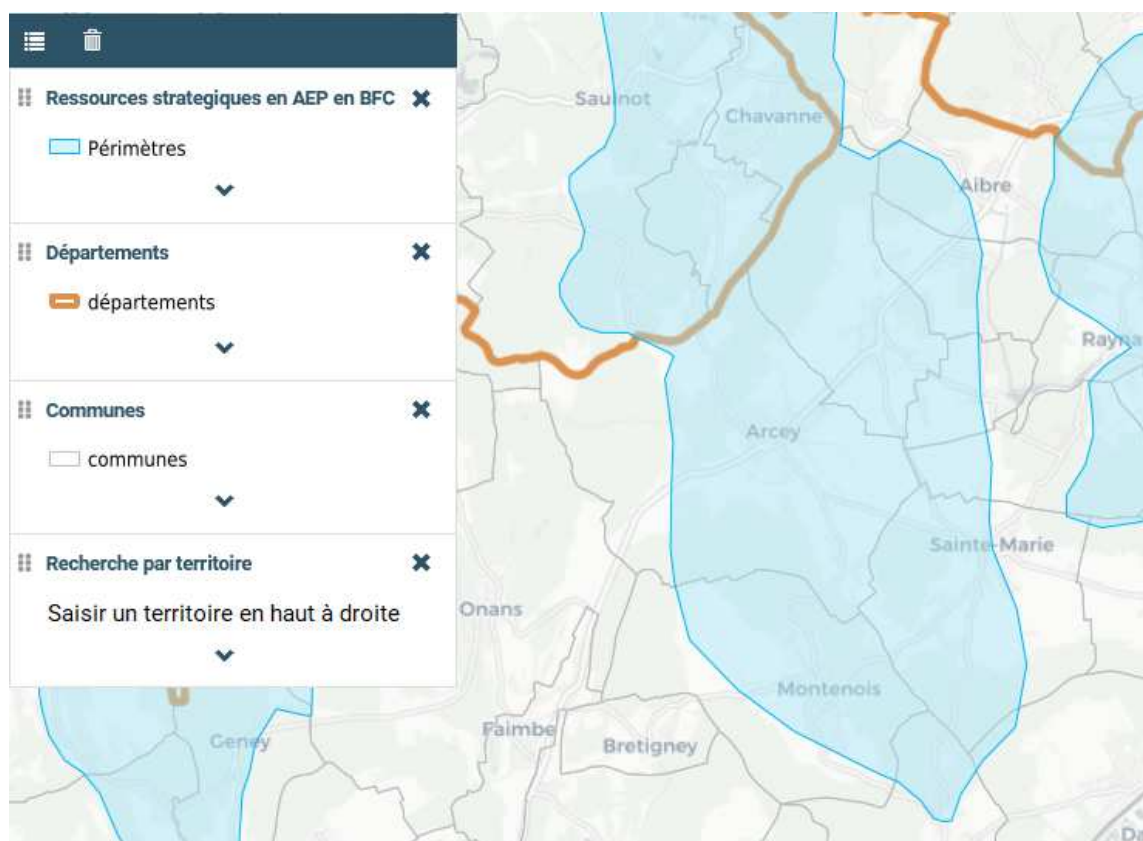 Ressources strategiques en AEP en BFC
Périmètres
Départements
départements
Communes
communes
Recherche par territoire
Saisir un territoire en haut à droite
Saulnot
Chavanne
Aibre
Arcey
Sainte-Marie
Onans
Montenois
Faimbe
Bretigney
Geney